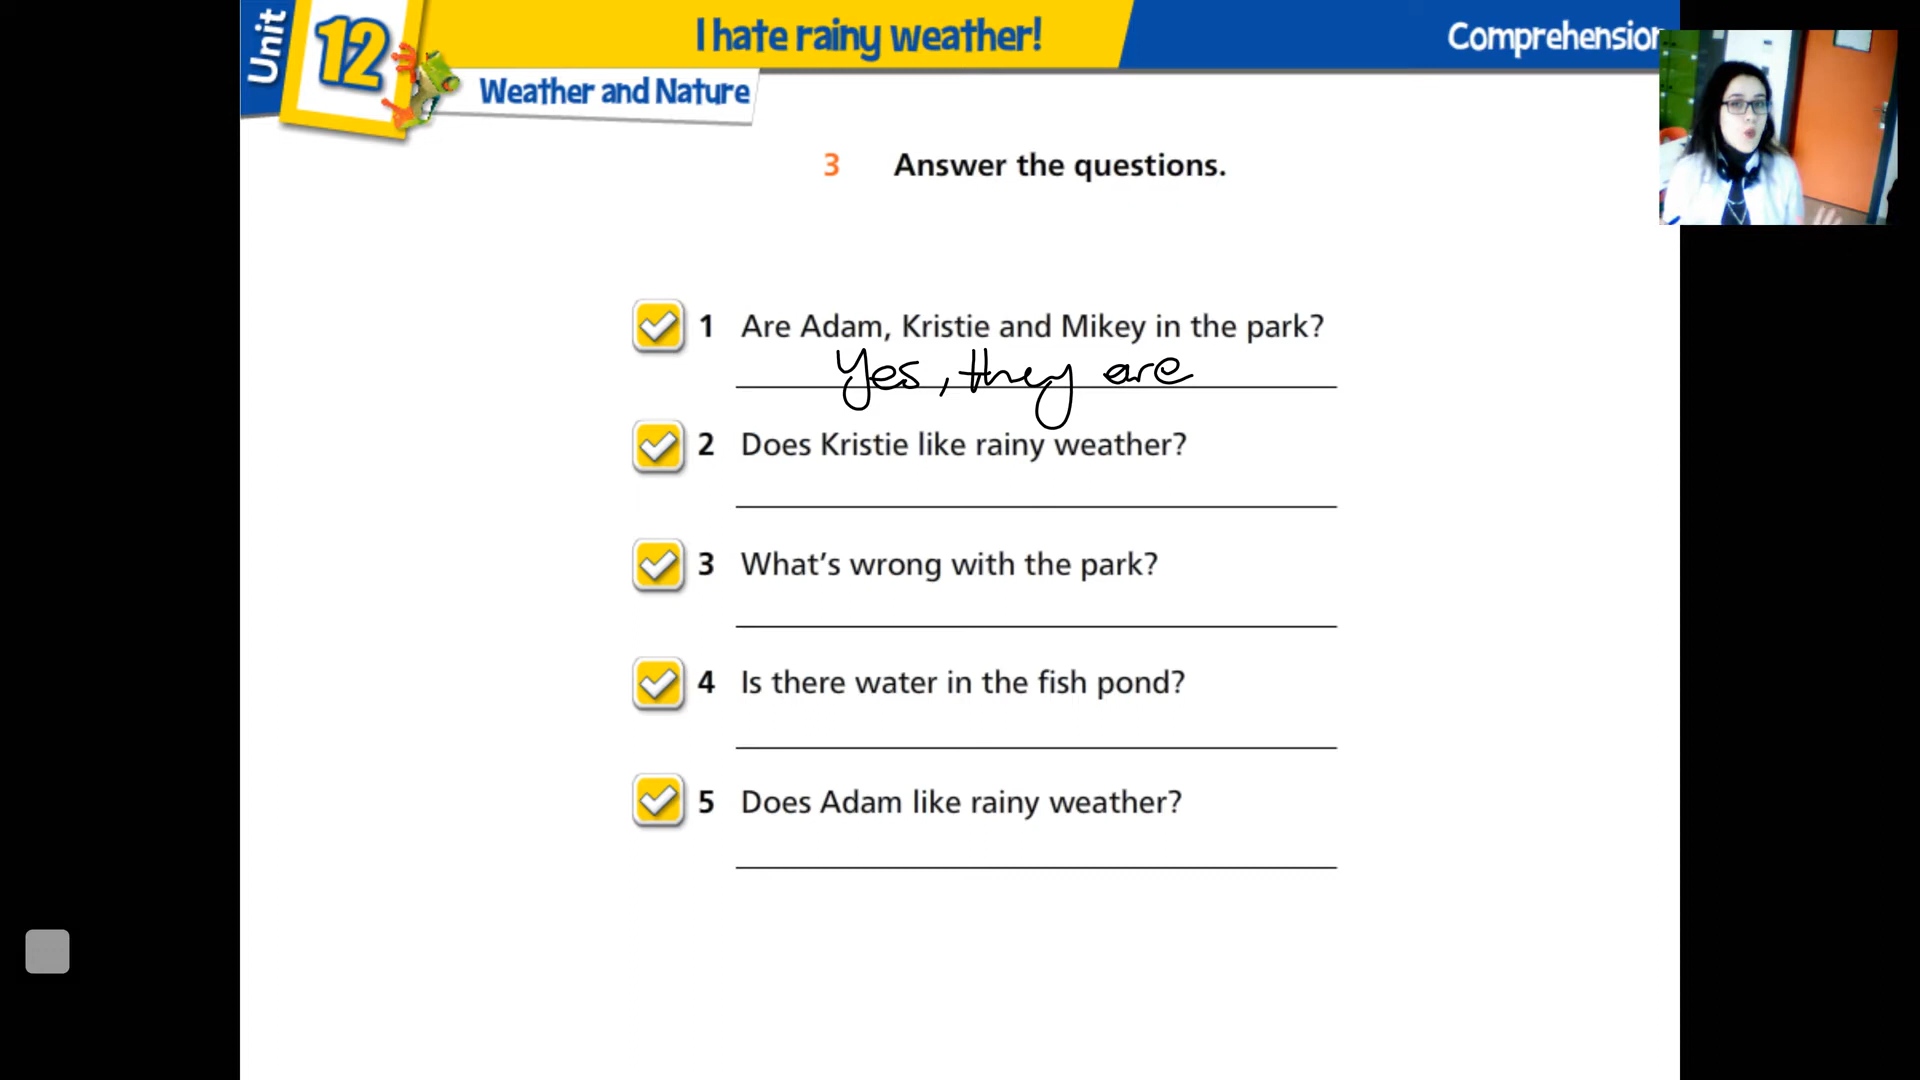 Unit
12
I hate rainy weather!
Comprehension
Weather and Nature
3 Answer the questions.
1 Are Adam, Kristie and Mikey in the park?
Yes, they are
2 Does Kristie like rainy weather?
3 What's wrong with the park?
4 Is there water in the fish pond?
5 Does Adam like rainy weather?